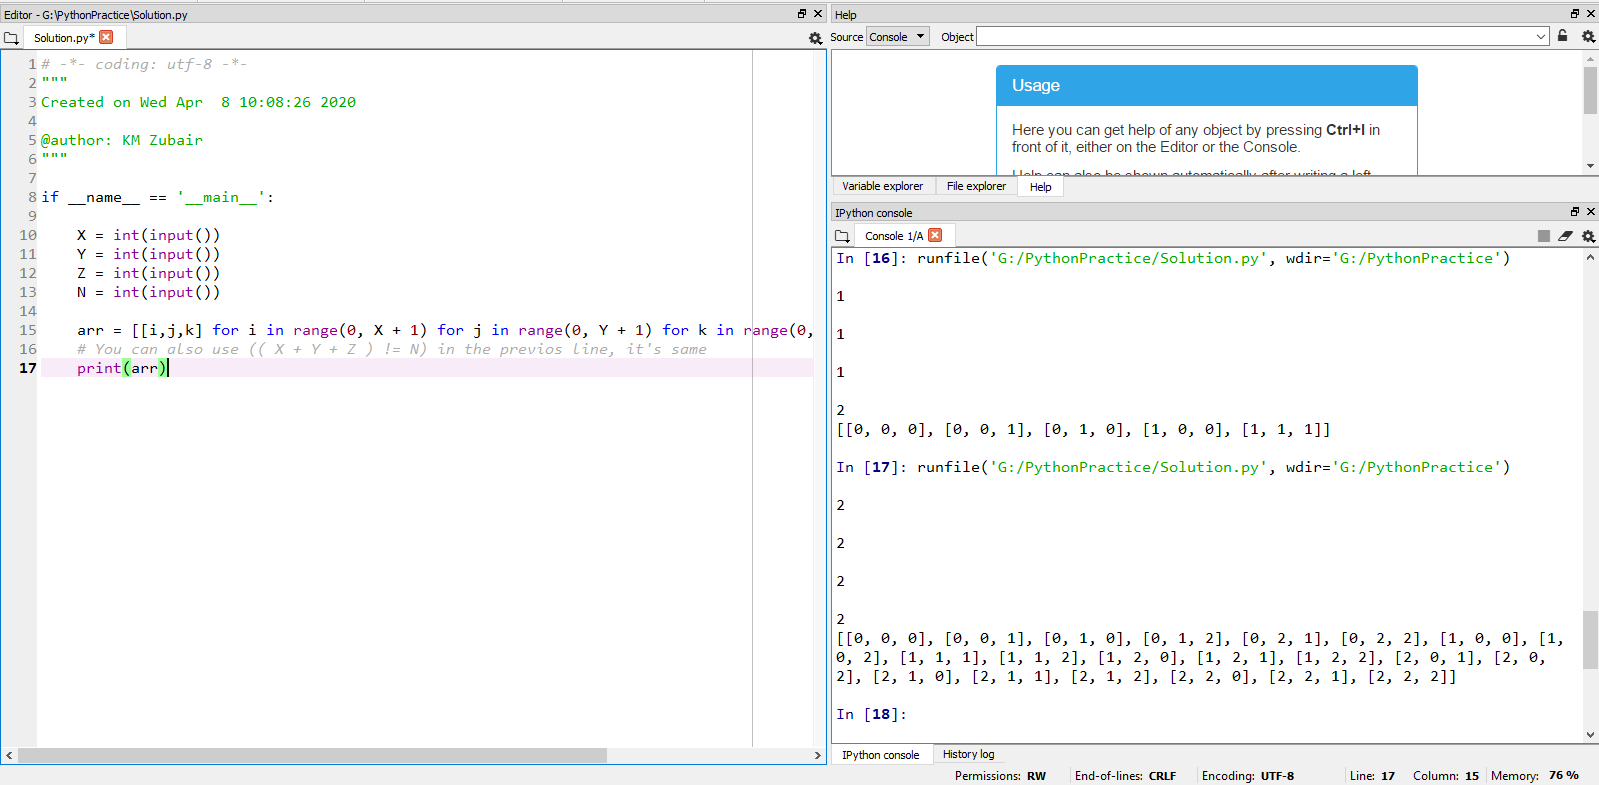 Editor - G:\PythonPractice\Solution.py
Solution.py*
1 # -*- coding: utf-8 -*-
2 """
3 Created on Wed Apr  8 10:08:26 2020
4
5 @author: KM Zubair
6 """
7
8 if __name__ == '__main__':
9
10     X = int(input())
11     Y = int(input())
12     Z = int(input())
13     N = int(input())
14
15     arr = [[i,j,k] for i in range(0, X + 1) for j in range(0, Y + 1) for k in range(0,
16     # You can also use (( X + Y + Z ) != N) in the previos line, it's same
17     print(arr)
Help
Source Console Object
Usage
Here you can get help of any object by pressing Ctrl+I in
front of it, either on the Editor or the Console.
Help can also be shown automatically after writing a left
Variable explorer File explorer Help
IPython console
Console 1/A
In [16]: runfile('G:/PythonPractice/Solution.py', wdir='G:/PythonPractice')
1
1
1
2
[[0, 0, 0], [0, 0, 1], [0, 1, 0], [1, 0, 0], [1, 1, 1]]
In [17]: runfile('G:/PythonPractice/Solution.py', wdir='G:/PythonPractice')
2
2
2
2
[[0, 0, 0], [0, 0, 1], [0, 1, 0], [0, 1, 2], [0, 2, 1], [0, 2, 2], [1, 0, 0], [1,
0, 2], [1, 1, 1], [1, 1, 2], [1, 2, 0], [1, 2, 1], [1, 2, 2], [2, 0, 1], [2, 0,
2], [2, 1, 0], [2, 1, 1], [2, 1, 2], [2, 2, 0], [2, 2, 1], [2, 2, 2]]
In [18]:
IPython console History log
Permissions: RW End-of-lines: CRLF Encoding: UTF-8 Line: 17 Column: 15 Memory: 76 %